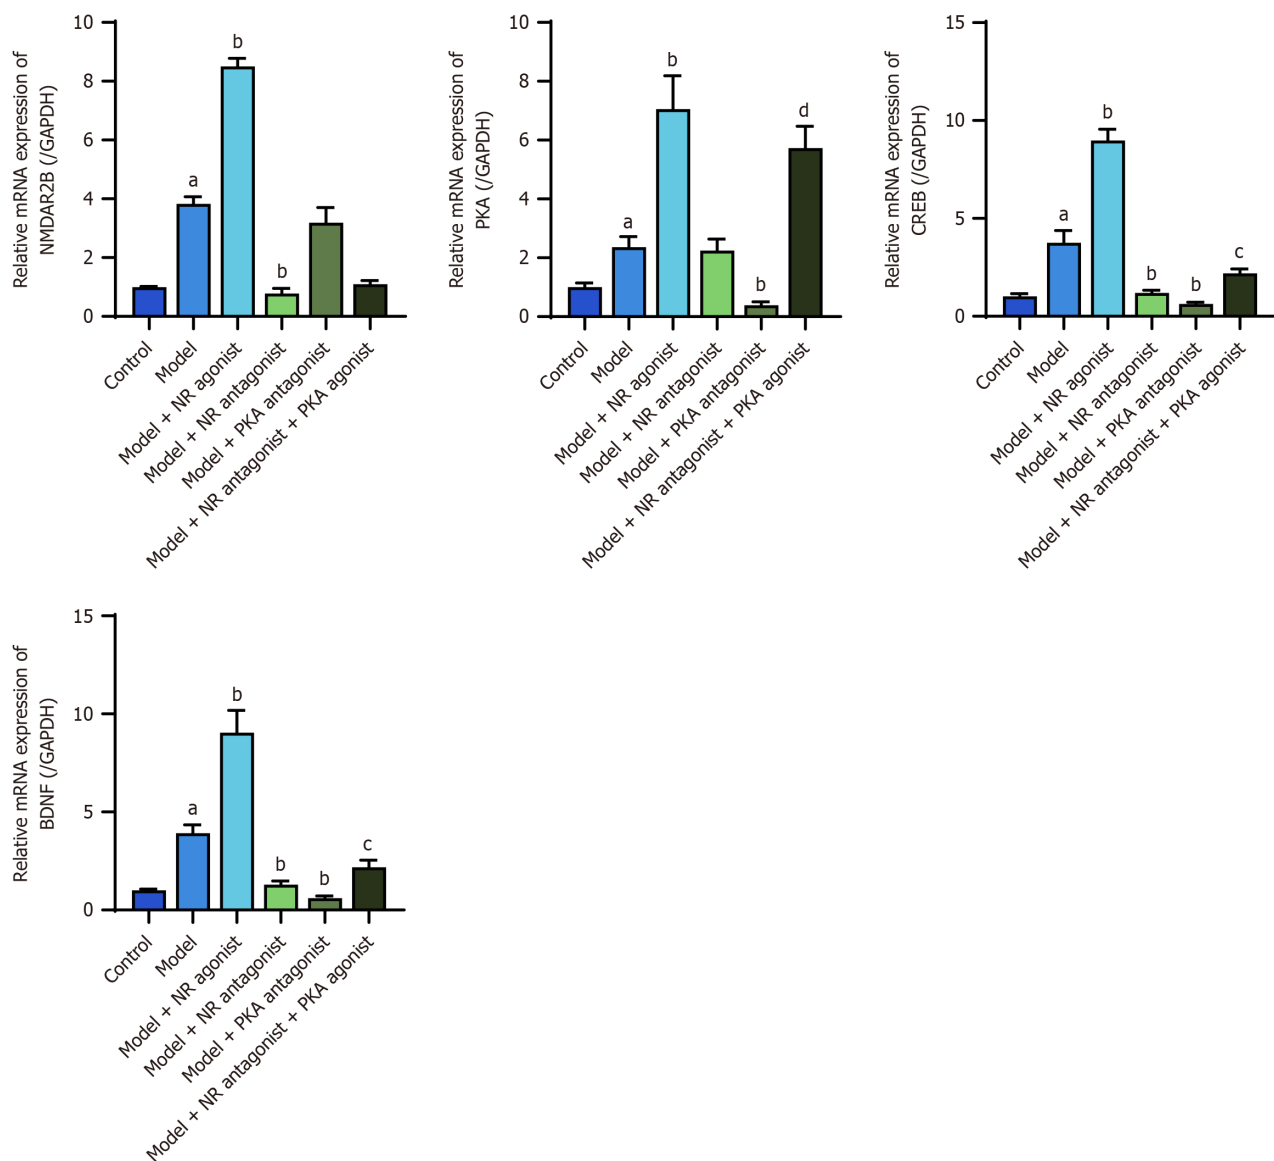 Relative mRNA expression of
NMDAR2B (/GAPDH)
10
8
6
4
2
0
a
b
b
Control
Model
Model + NR agonist
Model + NR antagonist
Model + PKA antagonist
Model + NR antagonist + PKA agonist
Relative mRNA expression of
PKA (/GAPDH)
10
8
6
4
2
0
a
b
b
d
Control
Model
Model + NR agonist
Model + NR antagonist
Model + PKA antagonist
Model + NR antagonist + PKA agonist
Relative mRNA expression of
CREB (/GAPDH)
15
10
5
0
a
b
b
b
c
Control
Model
Model + NR agonist
Model + NR antagonist
Model + PKA antagonist
Model + NR antagonist + PKA agonist
Relative mRNA expression of
BDNF (/GAPDH)
15
10
5
0
a
b
b
b
c
Control
Model
Model + NR agonist
Model + NR antagonist
Model + PKA antagonist
Model + NR antagonist + PKA agonist